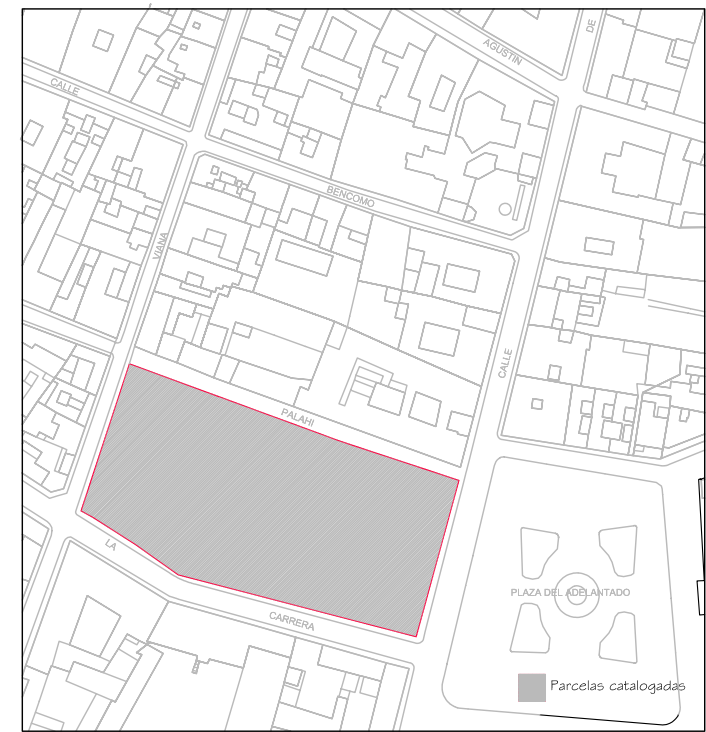 DE
AGUSTIN
CALLE
BENCOMO
VIANA
CALLE
PALAHI
LA
CARRERA
PLAZA DEL ADELANTADO
Parcelas catalogadas